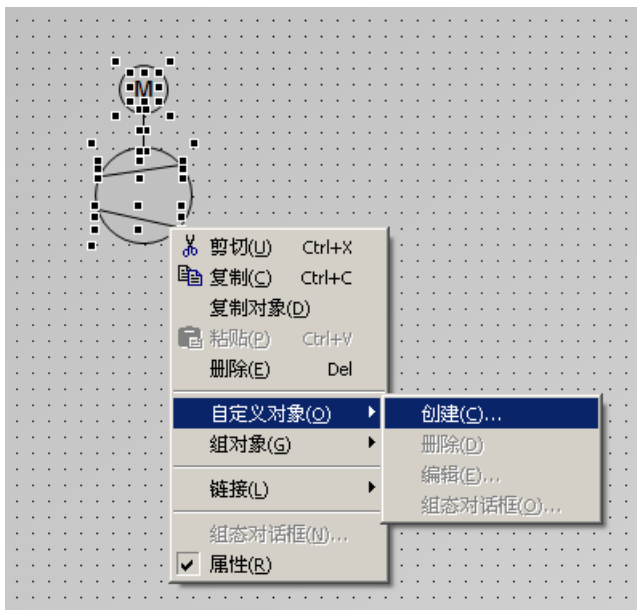 M
剪切(U) Ctrl+X
复制(C) Ctrl+C
复制对象(D)
粘贴(P) Ctrl+V
删除(E) Del
自定义对象(O)
创建(C)...
组对象(G)
删除(D)
编辑(E)...
链接(L)
组态对话框(O)...
组态对话框(N)...
属性(R)